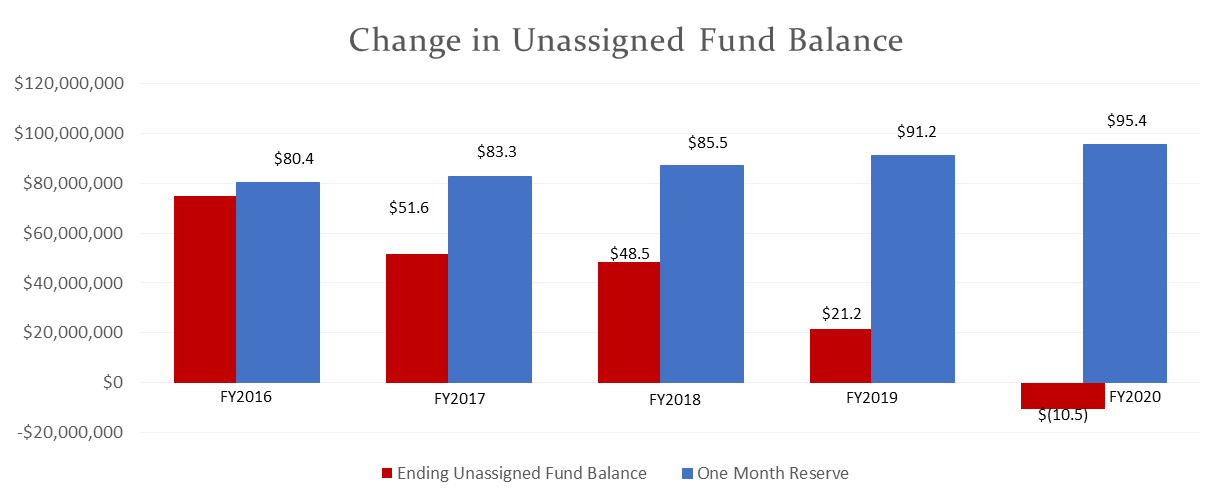 Change in Unassigned Fund Balance
$120,000,000
$100,000,000
$80,000,000
$60,000,000
$40,000,000
$20,000,000
$0
-$20,000,000
$80.4
$51.6
$83.3
$48.5
$85.5
$21.2
$91.2
$(10.5)
$95.4
FY2016
FY2017
FY2018
FY2019
FY2020
Ending Unassigned Fund Balance
One Month Reserve